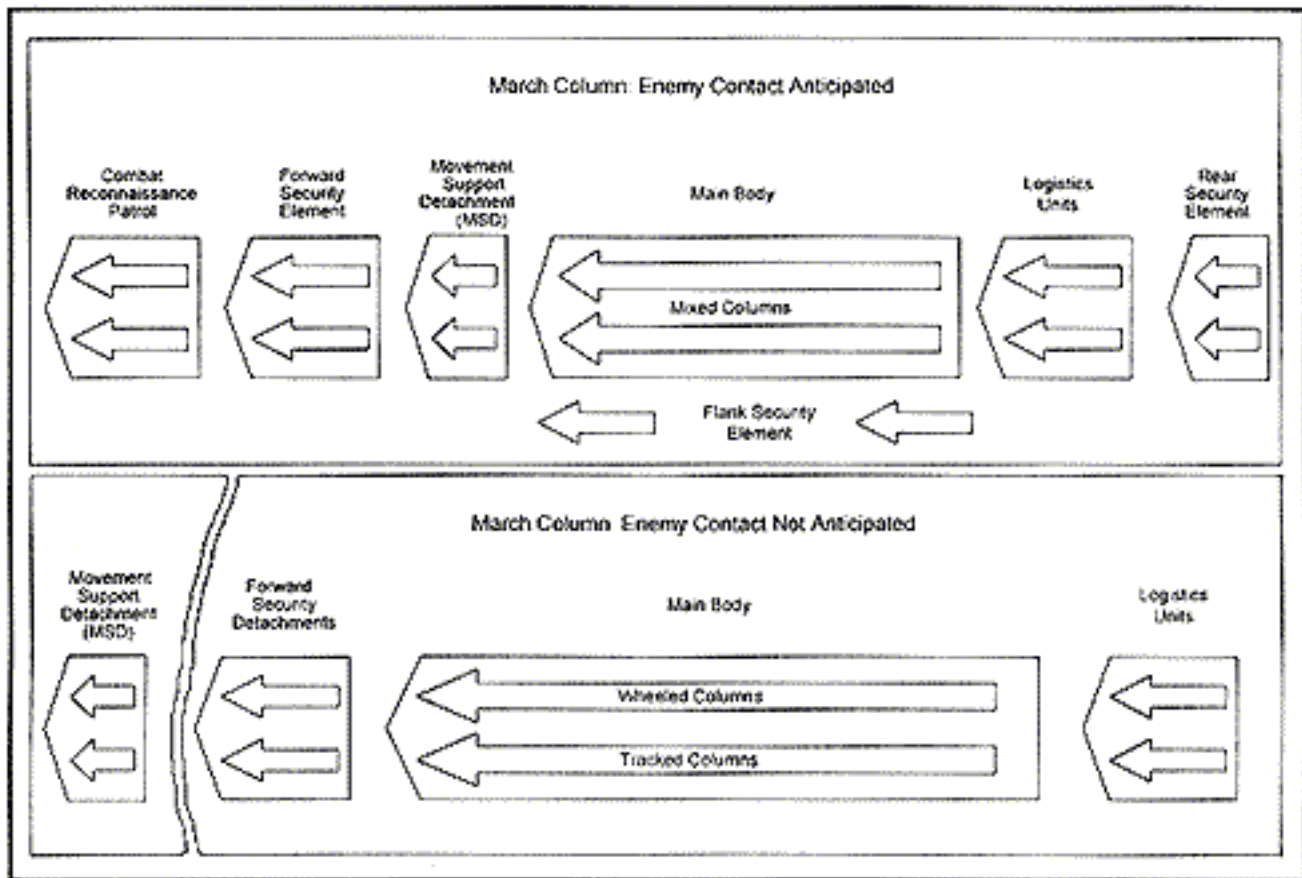 March Column: Enemy Contact Anticipated
Combat
Reconnaissance
Patrol
Forward
Security
Element
Movement
Support
Detachment
(MSD)
Main Body
Logistics
Units
Rear
Security
Element
Mixed Columns
Flank Security
Element
March Column Enemy Contact Not Anticipated
Movement
Support
Detachment
(MSD)
Forward
Security
Detachments
Main Body
Logistics
Units
Wheeled Columns
Tracked Columns